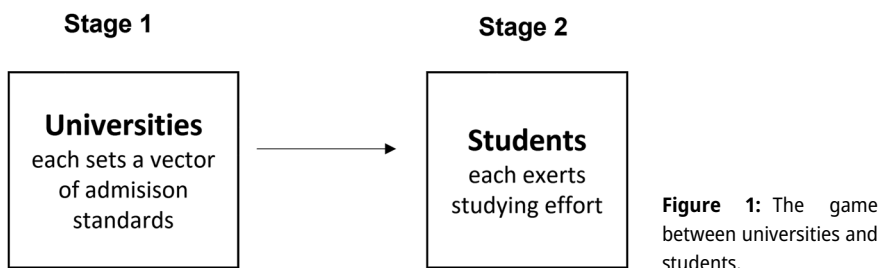 Stage 1
Stage 2
Universities
each sets a vector
of admisison
standards
Students
each exerts
studying effort
Figure 1: The game
between universities and
students.